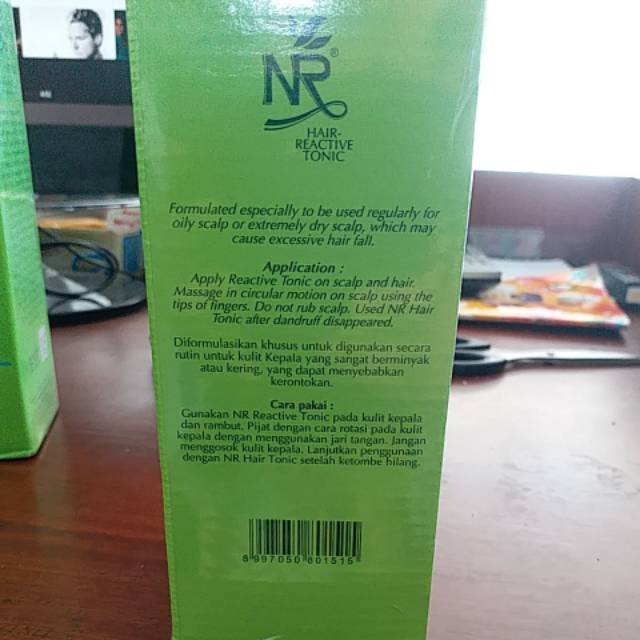 NR®
HAIR-
REACTIVE
TONIC
Formulated especially to be used regularly for
oily scalp or extremely dry scalp, which may
cause excessive hair fall.
Application :
Apply Reactive Tonic on scalp and hair.
Massage in circular motion on scalp using the
tips of fingers. Do not rub scalp. Used NR Hair
Tonic after dandruff disappeared.
Diformulasikan khusus untuk digunakan secara
rutin untuk kulit Kepala yang sangat berminyak
atau kering, yang dapat menyebabkan
kerontokan.
Cara pakai :
Gunakan NR Reactive Tonic pada kulit kepala
dan rambut. Pijat dengan cara rotasi pada kulit
kepala dengan menggunakan jari tangan. Jangan
menggosok kulit kepala. Lanjutkan penggunaan
dengan NR Hair Tonic setelah ketombe hilang.
8 997050 801515